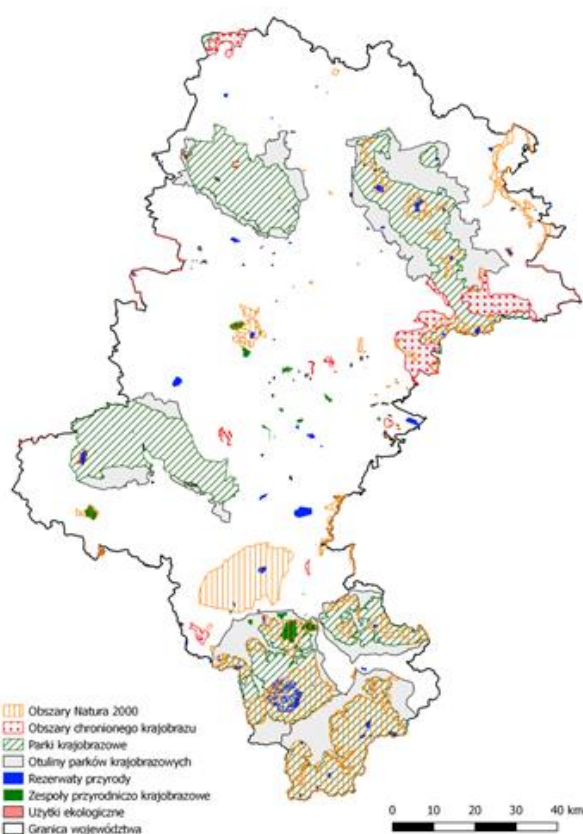 Obszary Natura 2000
Obszary chronionego krajobrazu
Parki krajobrazowe
Otuliny parków krajobrazowych
Rezerwaty przyrody
Zespoły przyrodniczo krajobrazowe
Użytki ekologiczne
Granica województwa
0 10 20 30 40 km